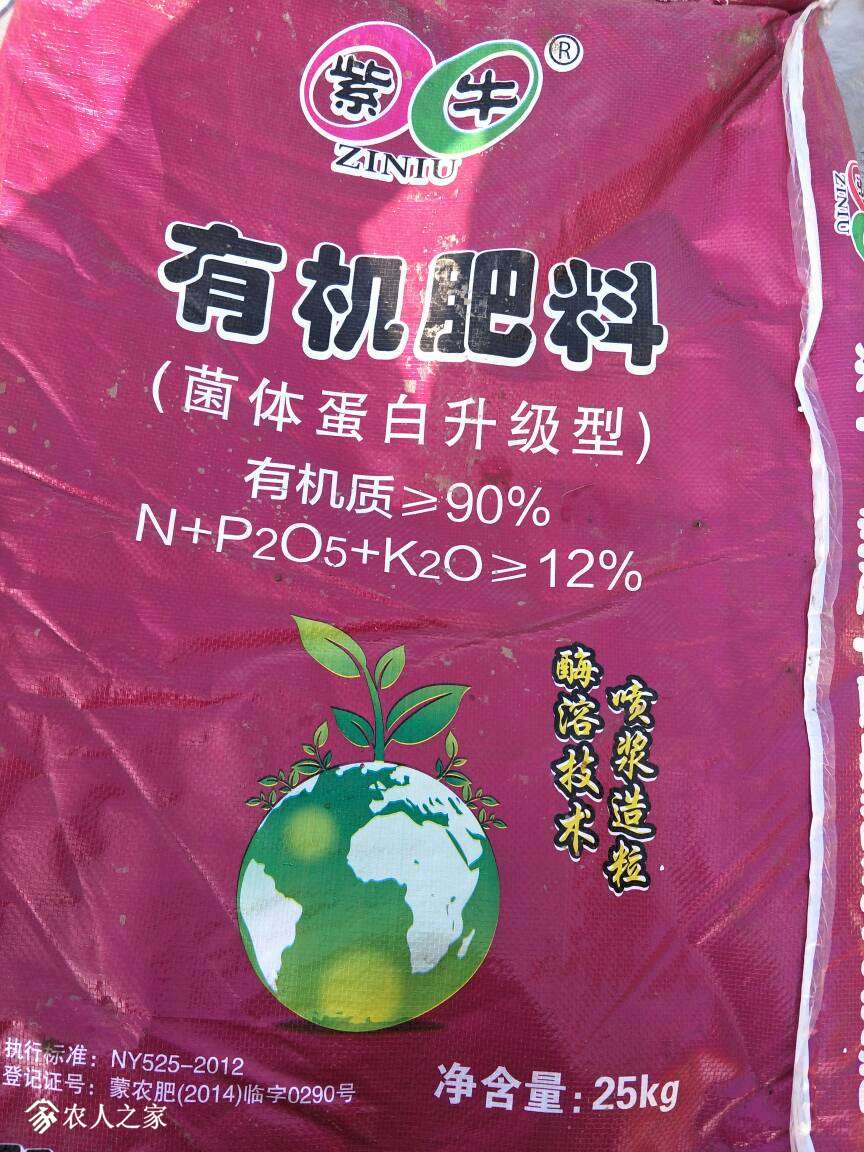 紫牛®
ZINIU
有机肥料
(菌体蛋白升级型)
有机质≥90%
N+P2O5+K2O≥12%
酶溶技术
喷浆造粒
执行标准：NY525-2012
登记证号：蒙农肥(2014)临字0290号
净含量：25kg
农人之家
ZINIU